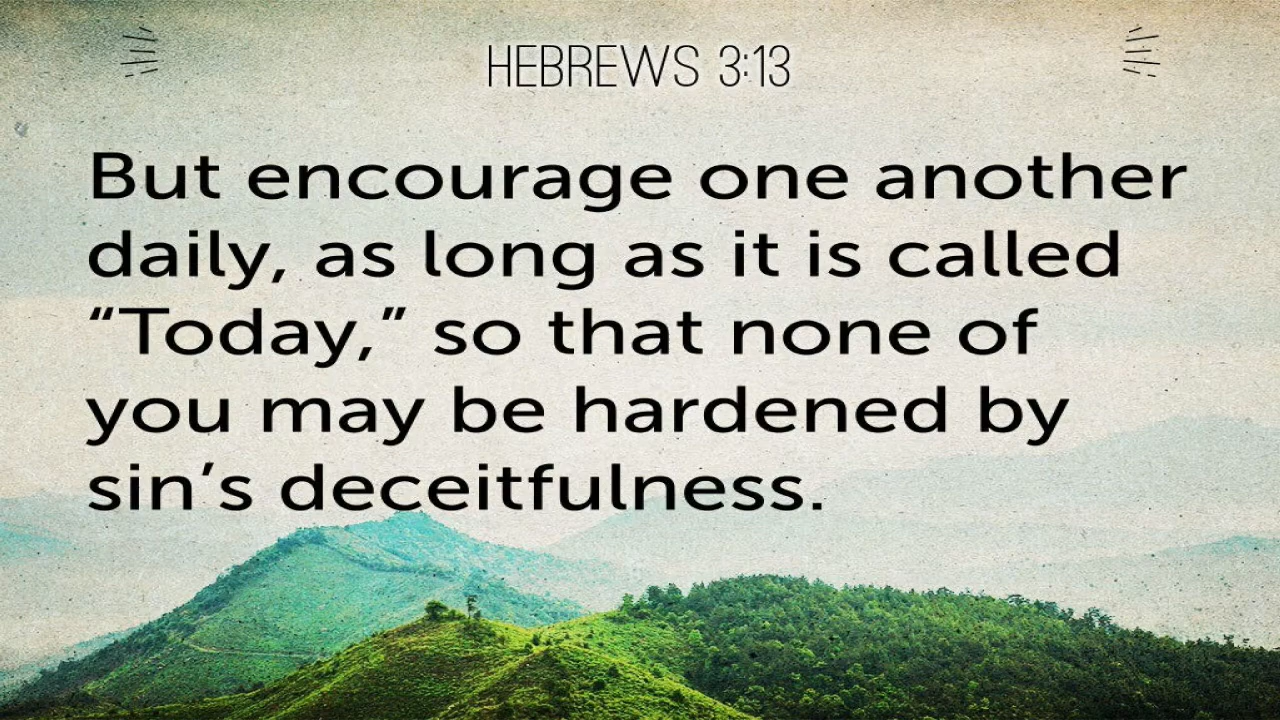 HEBREWS 3:13
But encourage one another
daily, as long as it is called
“Today,” so that none of
you may be hardened by
sin’s deceitfulness.